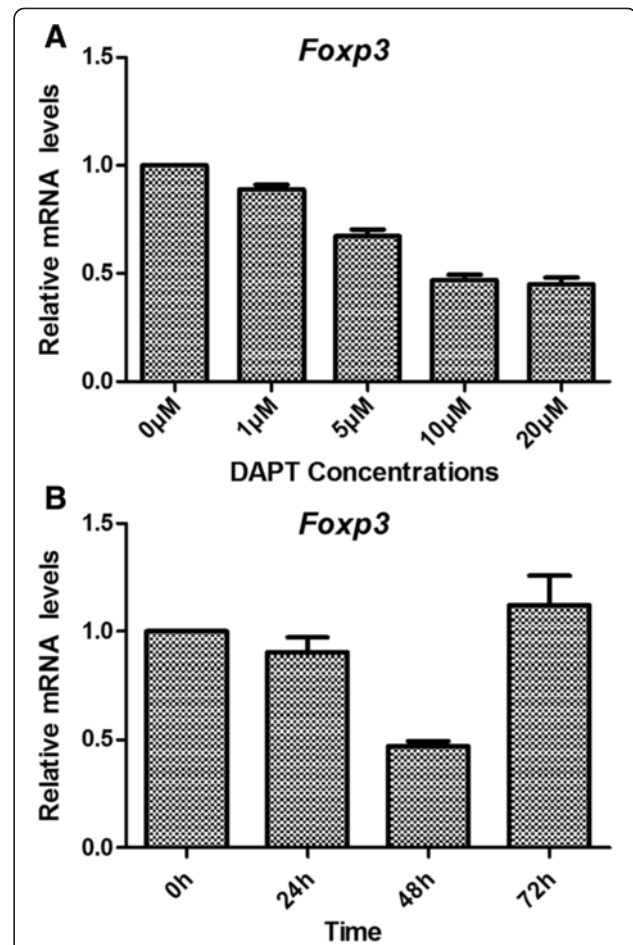 A
Foxp3
Relative mRNA levels
1.5
1.0
0.5
0.0
0µM
1µM
5µM
10µM
20µM
DAPT Concentrations
B
Foxp3
Relative mRNA levels
1.5
1.0
0.5
0.0
0h
24h
48h
72h
Time